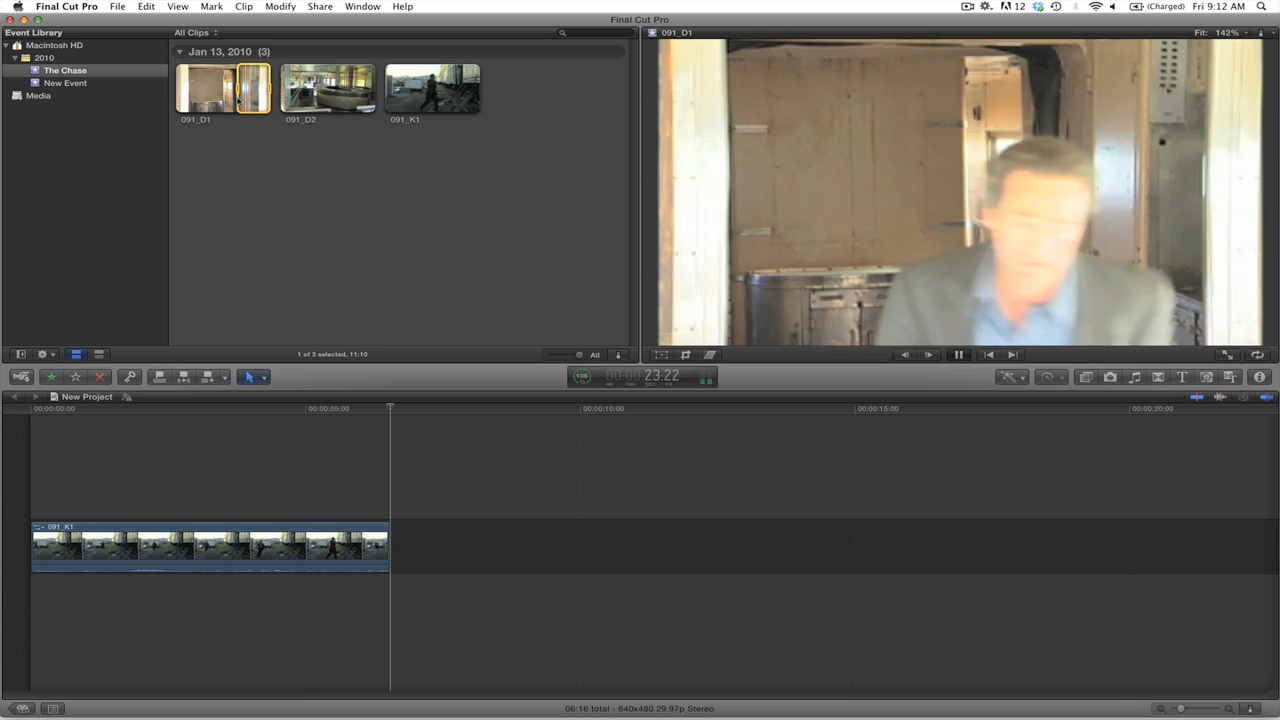 Final Cut Pro File Edit View Mark Clip Modify Share Window Help 12 (Charged) Fri 9:12 AM
Final Cut Pro
Event Library All Clips 091_D1 Fit: 142%
Macintosh HD
2010
The Chase
New Event
Media
Jan 13, 2010 (3)
091_D1 091_D2 091_K1
1 of 3 selected, 11:10 All
100 00:00:23:22
New Project
00:00:00:00 00:00:05:00 00:00:10:00 00:00:15:00 00:00:20:00
091_K1
06:16 total - 640x480 29.97p Stereo